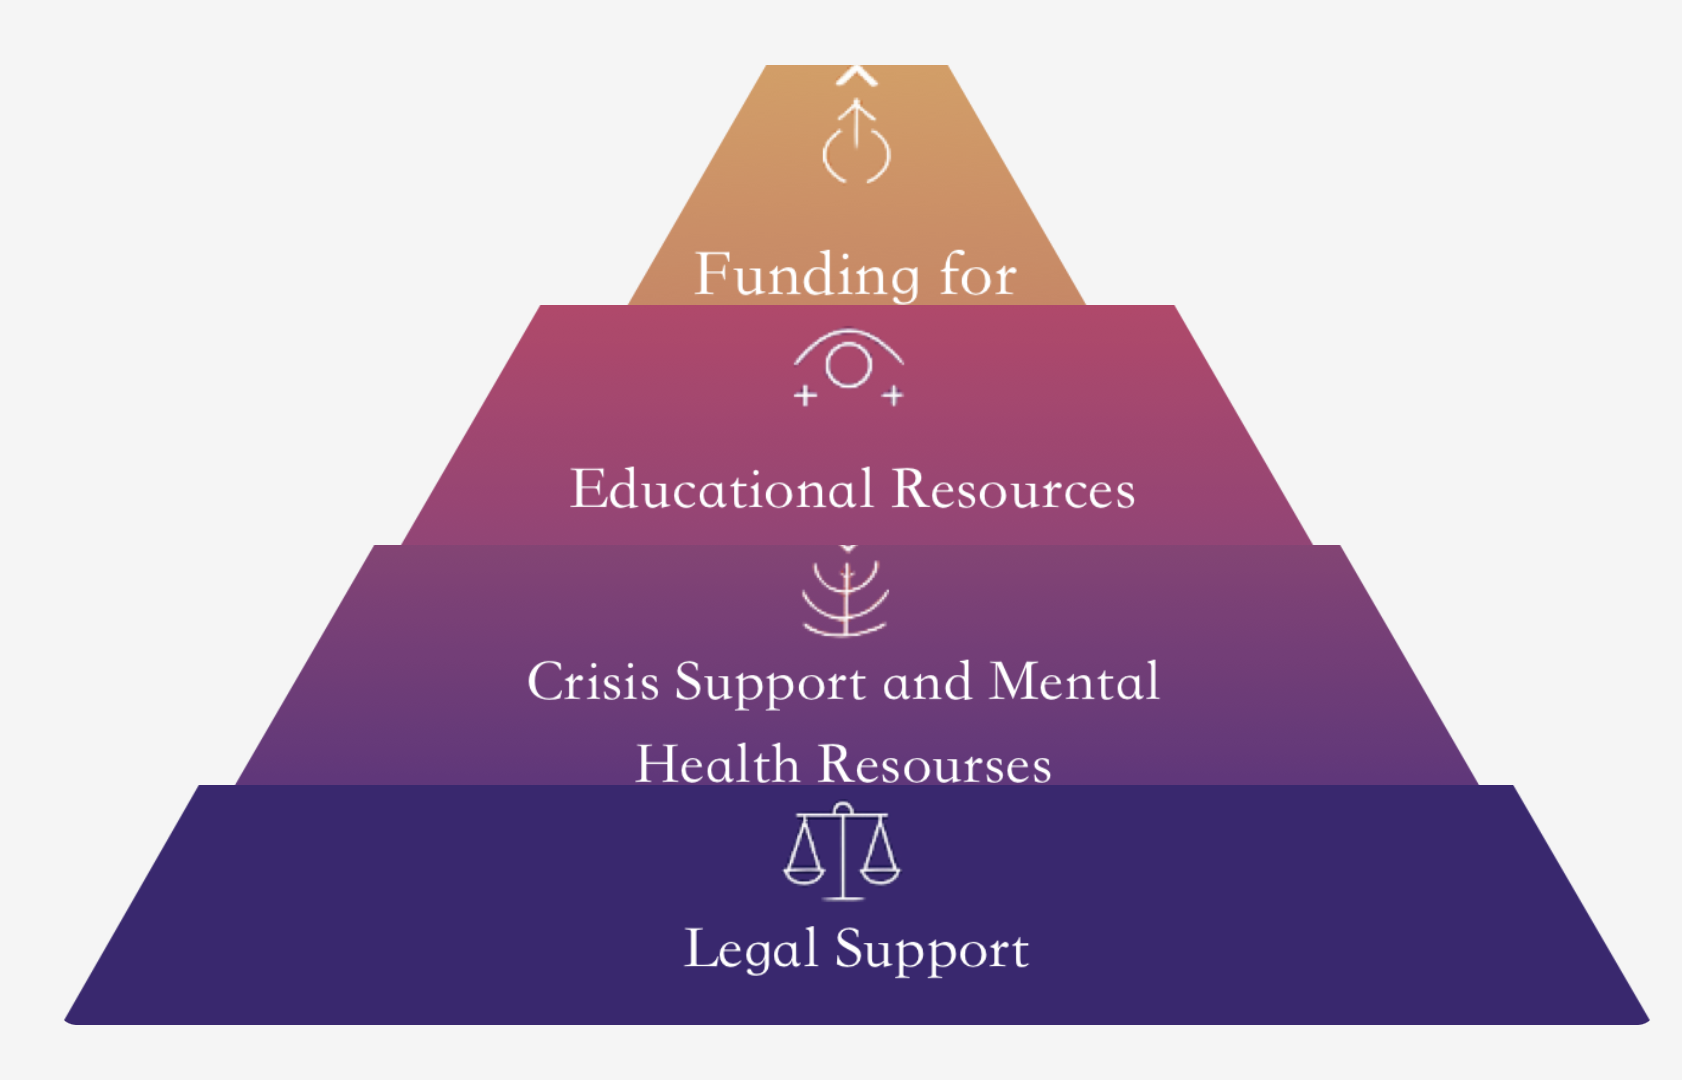 Funding for
Educational Resources
Crisis Support and Mental
Health Resourses
Legal Support